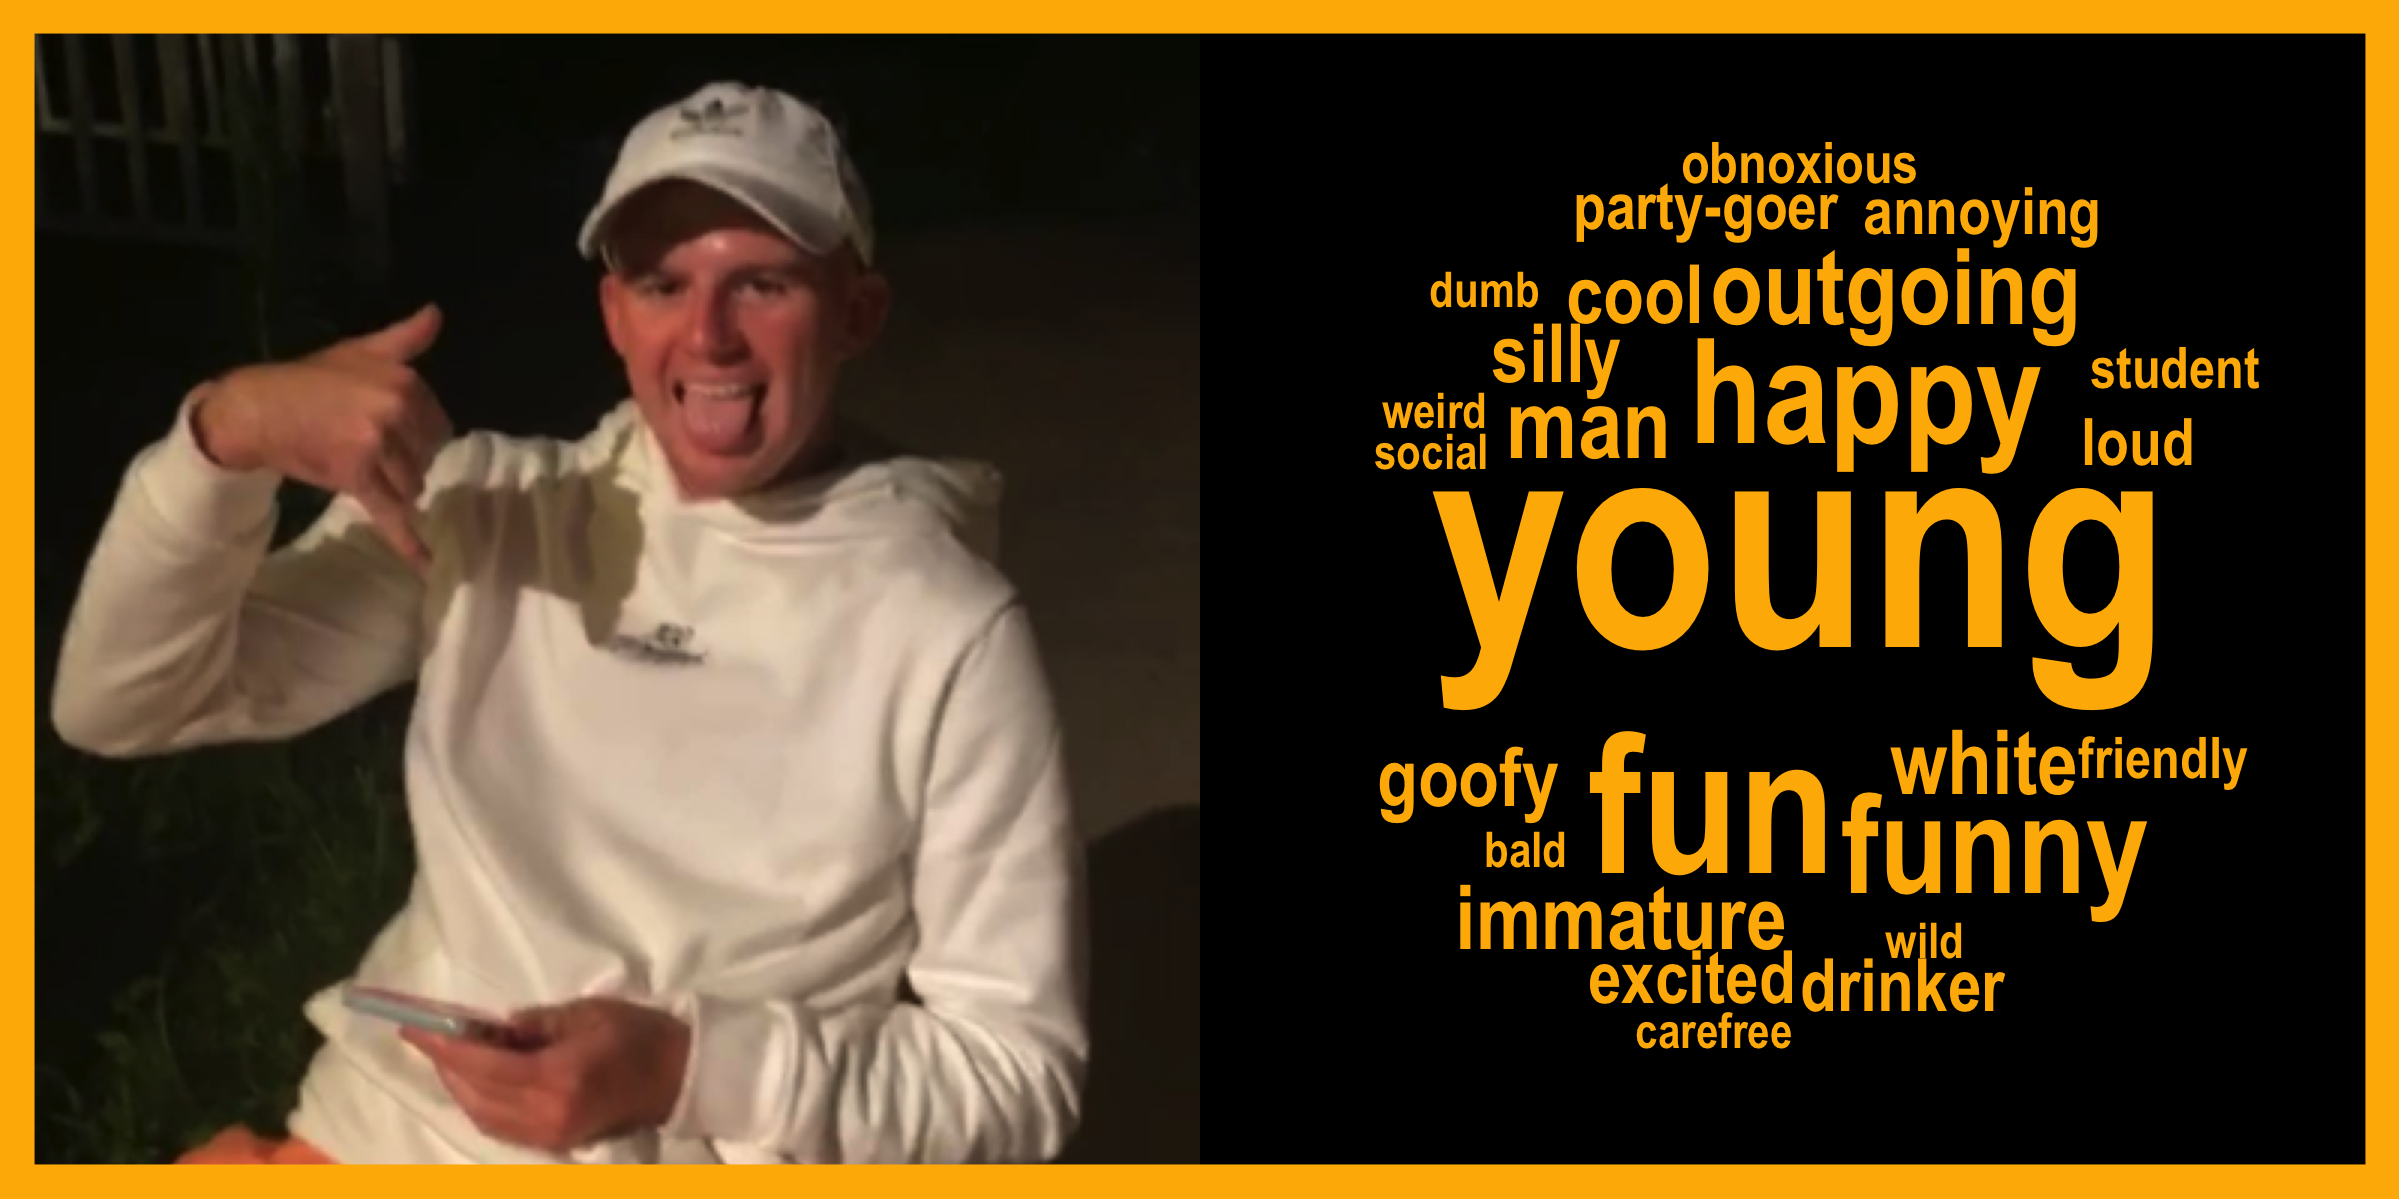 obnoxious
party-goer annoying
dumb cool outgoing
silly happy student
weird man loud
social
young
goofy fun white friendly
bald funny
immature wild
excited drinker
carefree